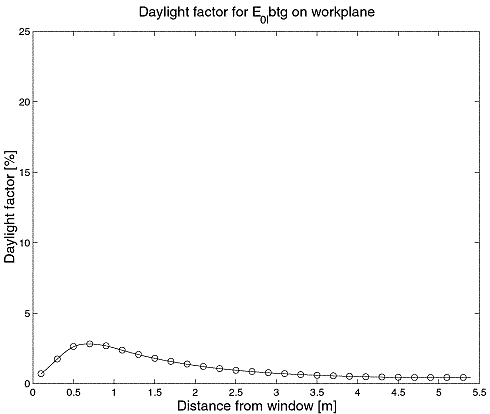 Daylight factor for E0lbtg on workplane
25
20
15
10
5
0
Daylight factor [%]
0 0.5 1 1.5 2 2.5 3 3.5 4 4.5 5 5.5
Distance from window [m]